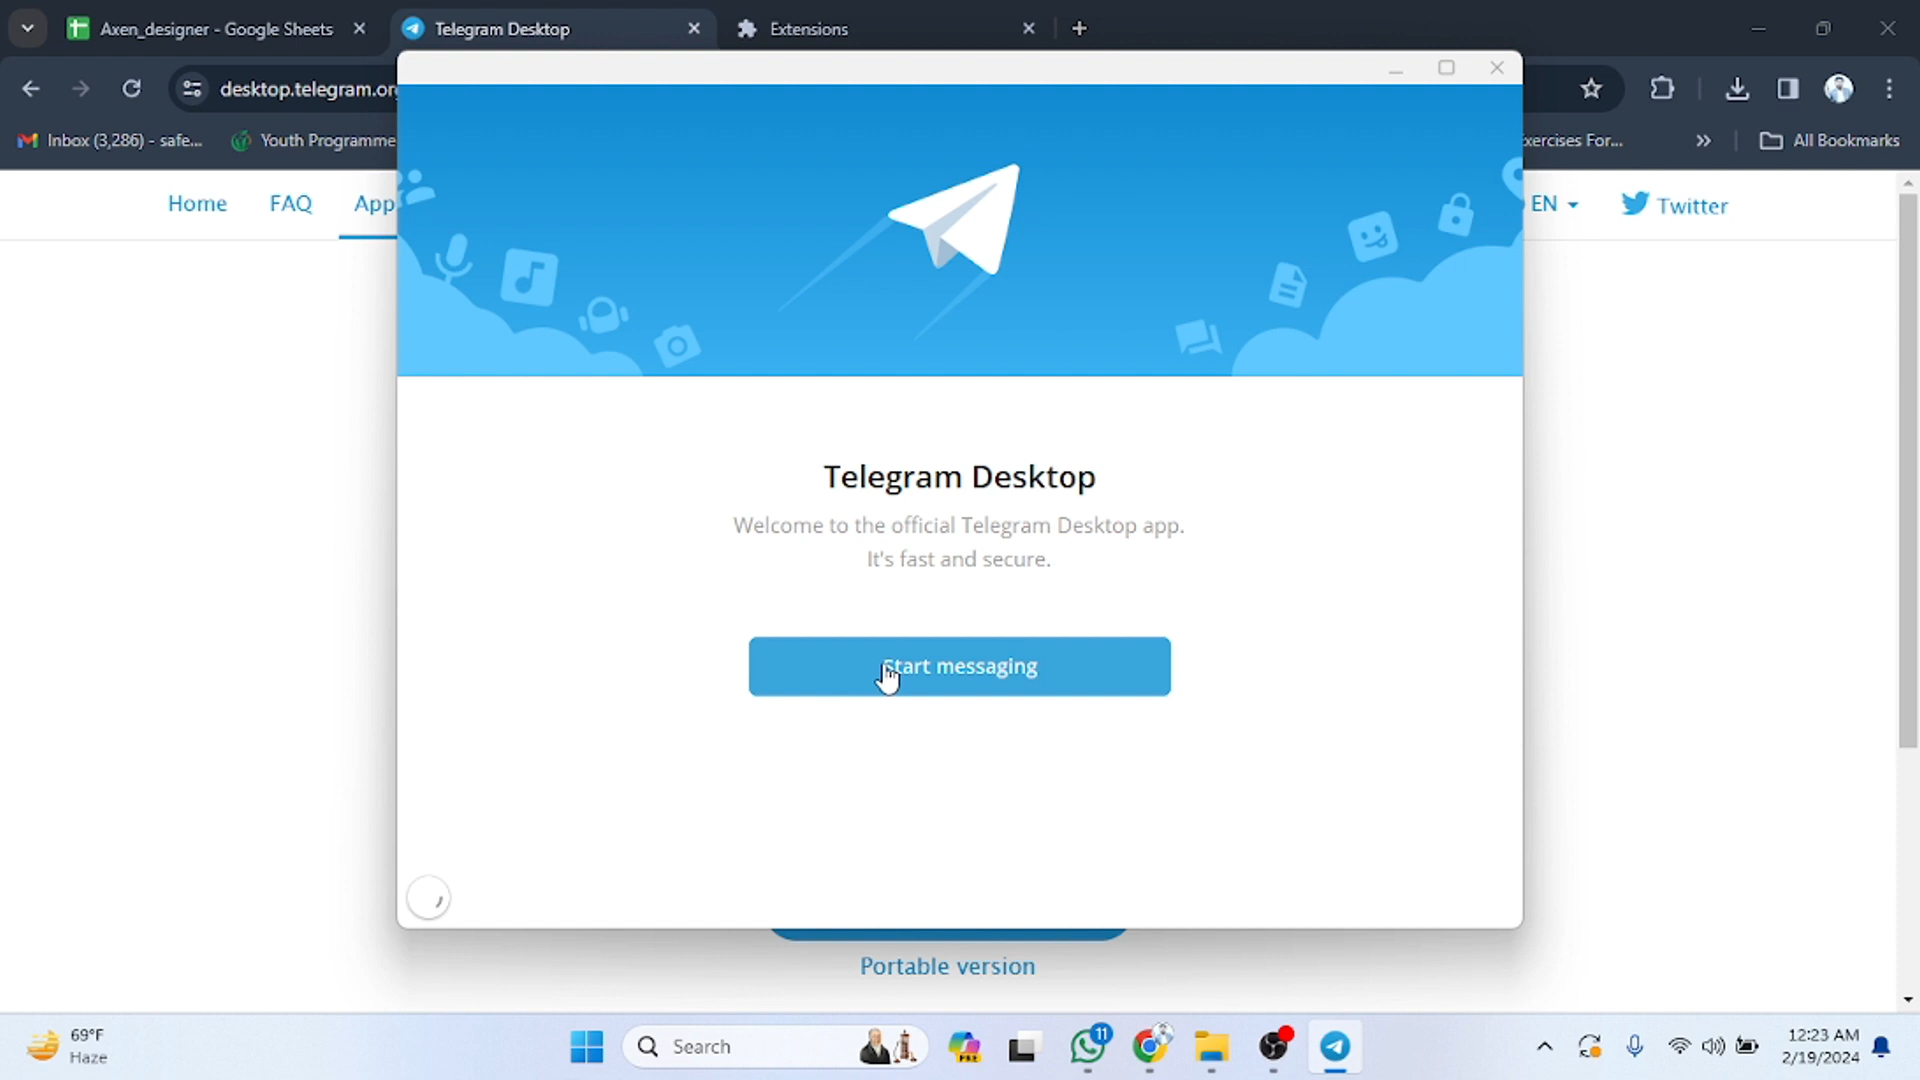 Axen_designer - Google Sheets
Telegram Desktop
Extensions
desktop.telegram.org
Inbox (3,286) - safe...
Youth Programme
xercises For...
All Bookmarks
Home
FAQ
App
EN
Twitter
Telegram Desktop
Welcome to the official Telegram Desktop app.
It's fast and secure.
Start messaging
Portable version
69°F
Haze
Search
PRE
11
12:23 AM
2/19/2024